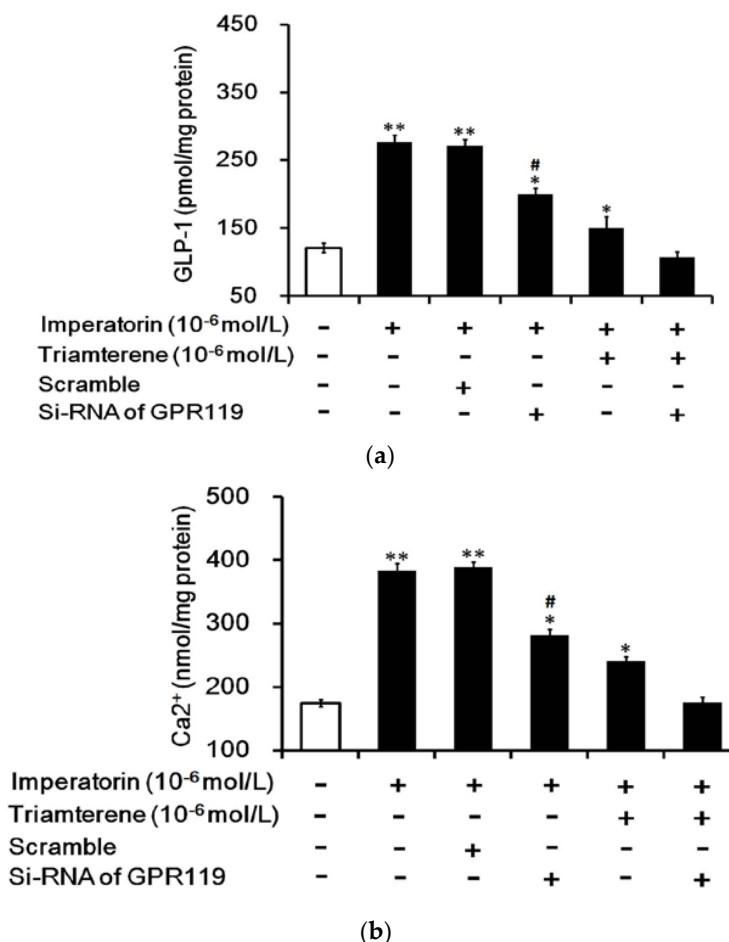 450
350
250
150
50
GLP-1 (pmol/mg protein)
** ** # * *
Imperatorin (10-6 mol/L) - + + + + +
Triamterene (10-6 mol/L) - - - - + +
Scramble - - + - - -
Si-RNA of GPR119 - - - + - +
(a)
500
400
300
200
100
Ca2+ (nmol/mg protein)
** ** # * *
Imperatorin (10-6 mol/L) - + + + + +
Triamterene (10-6 mol/L) - - - - + +
Scramble - - + - - -
Si-RNA of GPR119 - - - + - +
(b)